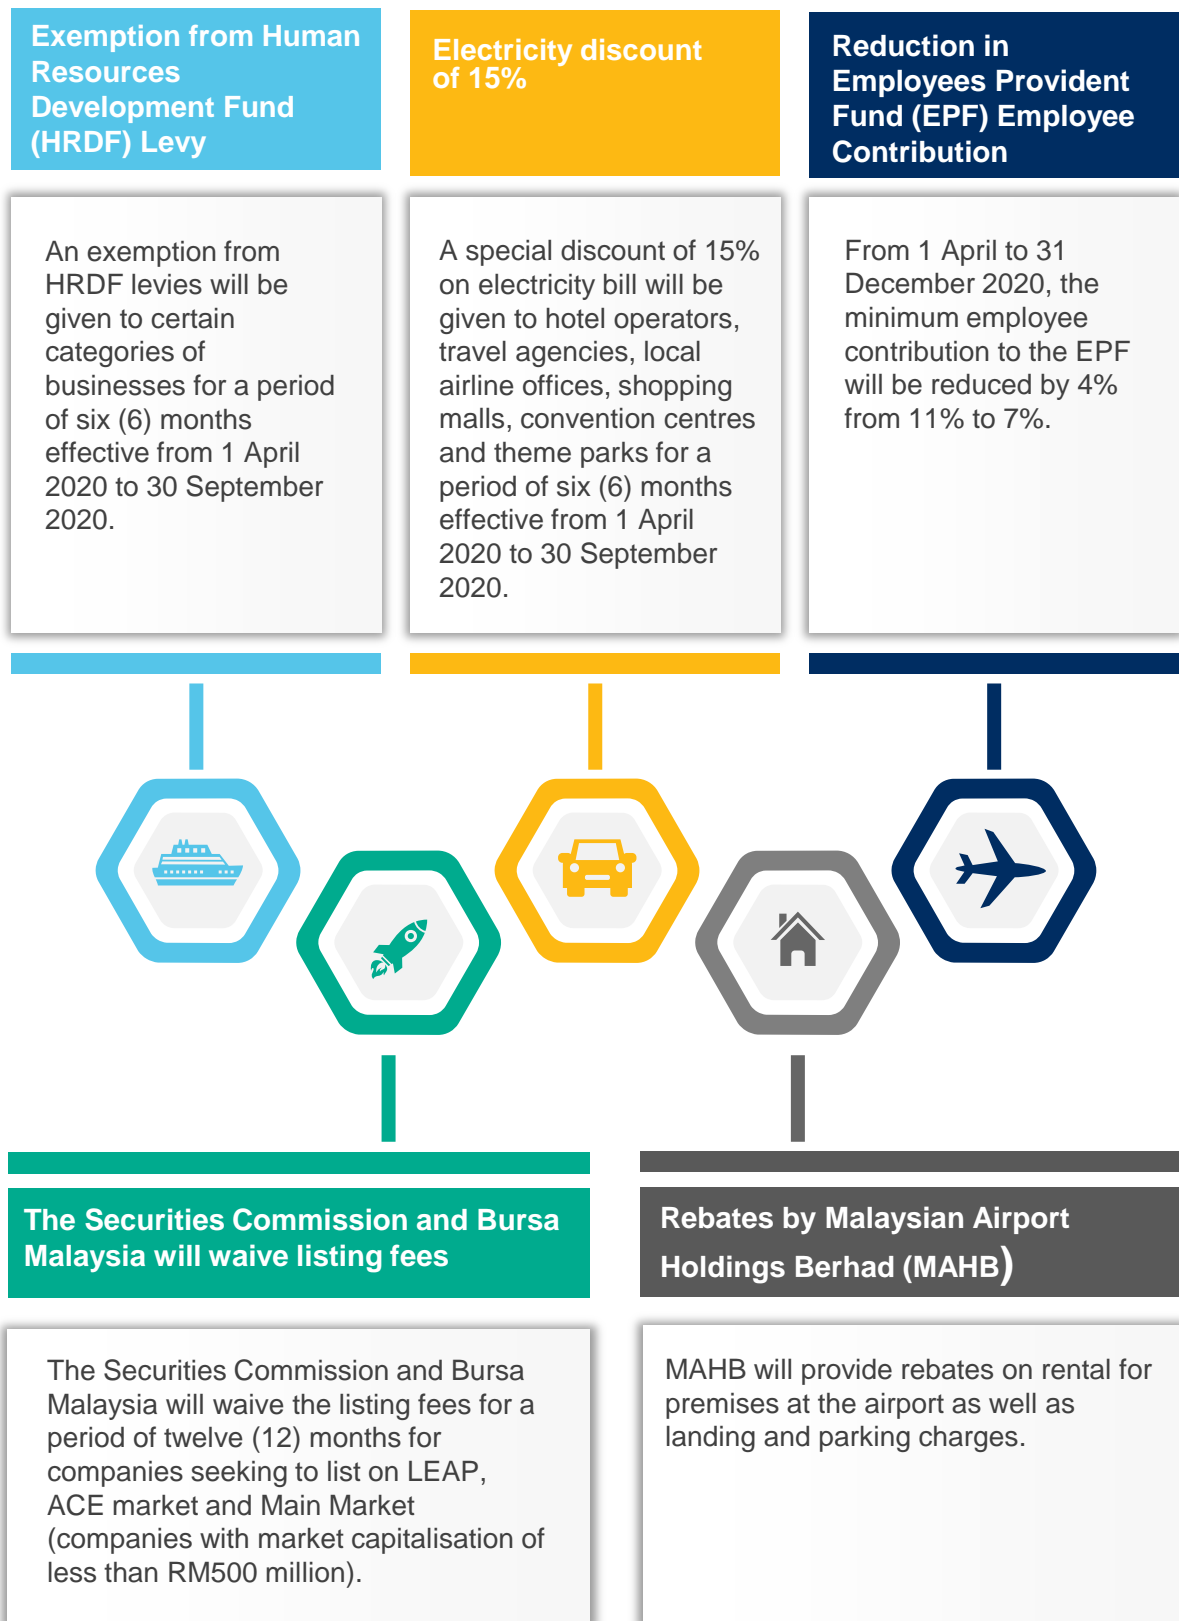 Exemption from Human
Resources
Development Fund
(HRDF) Levy
An exemption from
HRDF levies will be
given to certain
categories of
businesses for a period
of six (6) months
effective from 1 April
2020 to 30 September
2020.
Electricity discount
of 15%
A special discount of 15%
on electricity bill will be
given to hotel operators,
travel agencies, local
airline offices, shopping
malls, convention centres
and theme parks for a
period of six (6) months
effective from 1 April
2020 to 30 September
2020.
Reduction in
Employees Provident
Fund (EPF) Employee
Contribution
From 1 April to 31
December 2020, the
minimum employee
contribution to the EPF
will be reduced by 4%
from 11% to 7%.
The Securities Commission and Bursa
Malaysia will waive listing fees
The Securities Commission and Bursa
Malaysia will waive the listing fees for a
period of twelve (12) months for
companies seeking to list on LEAP,
ACE market and Main Market
(companies with market capitalisation of
less than RM500 million).
Rebates by Malaysian Airport
Holdings Berhad (MAHB)
MAHB will provide rebates on rental for
premises at the airport as well as
landing and parking charges.